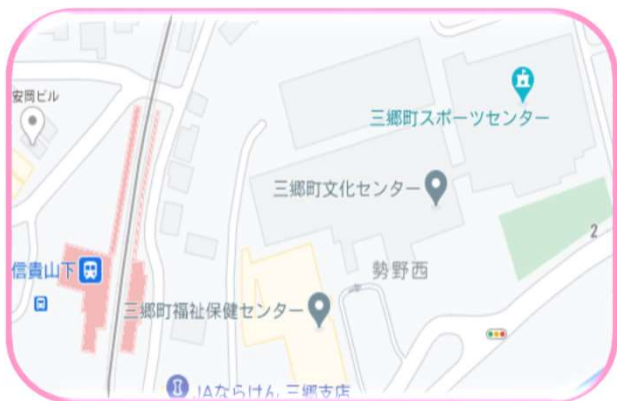 安岡ビル
三郷町スポーツセンター
三郷町文化センター
2
信貴山下
勢野西
三郷町福祉保健センター
JAならけん 三郷支店